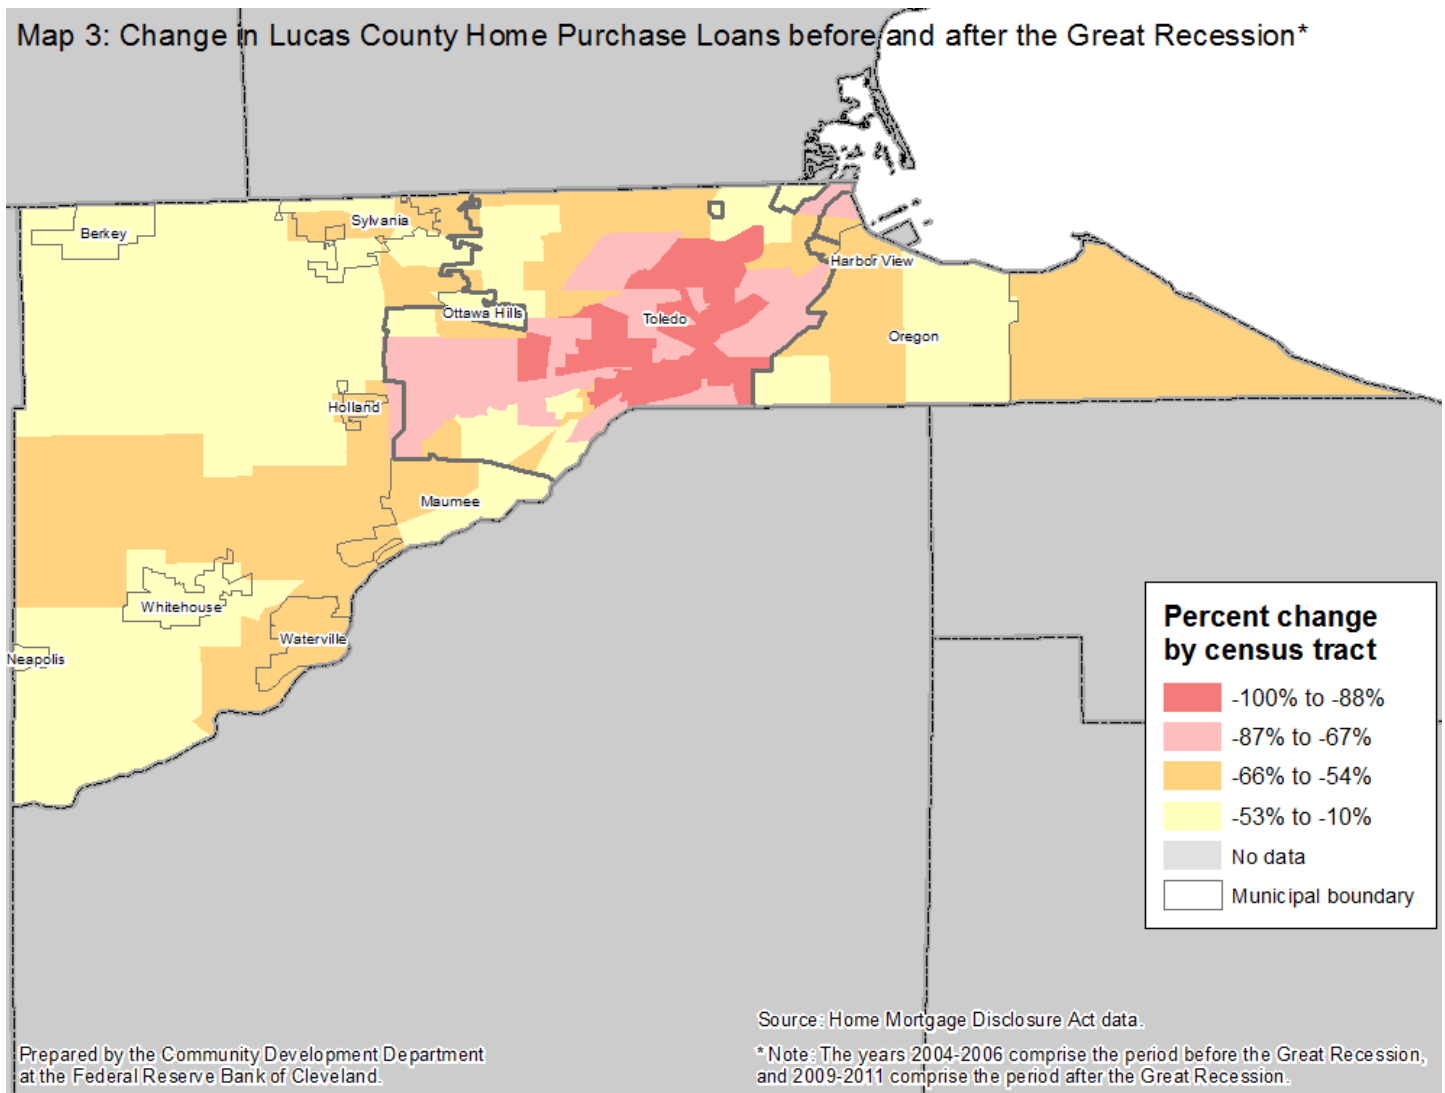 Map 3: Change in Lucas County Home Purchase Loans before and after the Great Recession*
Sylvania
Berkey
Harbor View
Ottawa Hills
Toledo
Oregon
Holland
Maumee
Whitehouse
Waterville
Neapolis
Percent change
by census tract
-100% to -88%
-87% to -67%
-66% to -54%
-53% to -10%
No data
Municipal boundary
Source: Home Mortgage Disclosure Act data.
Prepared by the Community Development Department
at the Federal Reserve Bank of Cleveland.
*Note: The years 2004-2006 comprise the period before the Great Recession,
and 2009-2011 comprise the period after the Great Recession.